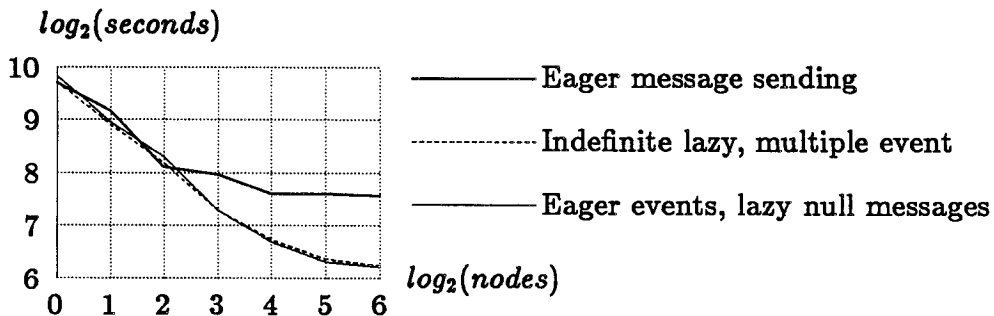 log₂(seconds)
10
9
8
7
6
0 1 2 3 4 5 6
log₂(nodes)
Eager message sending
Indefinite lazy, multiple event
Eager events, lazy null messages